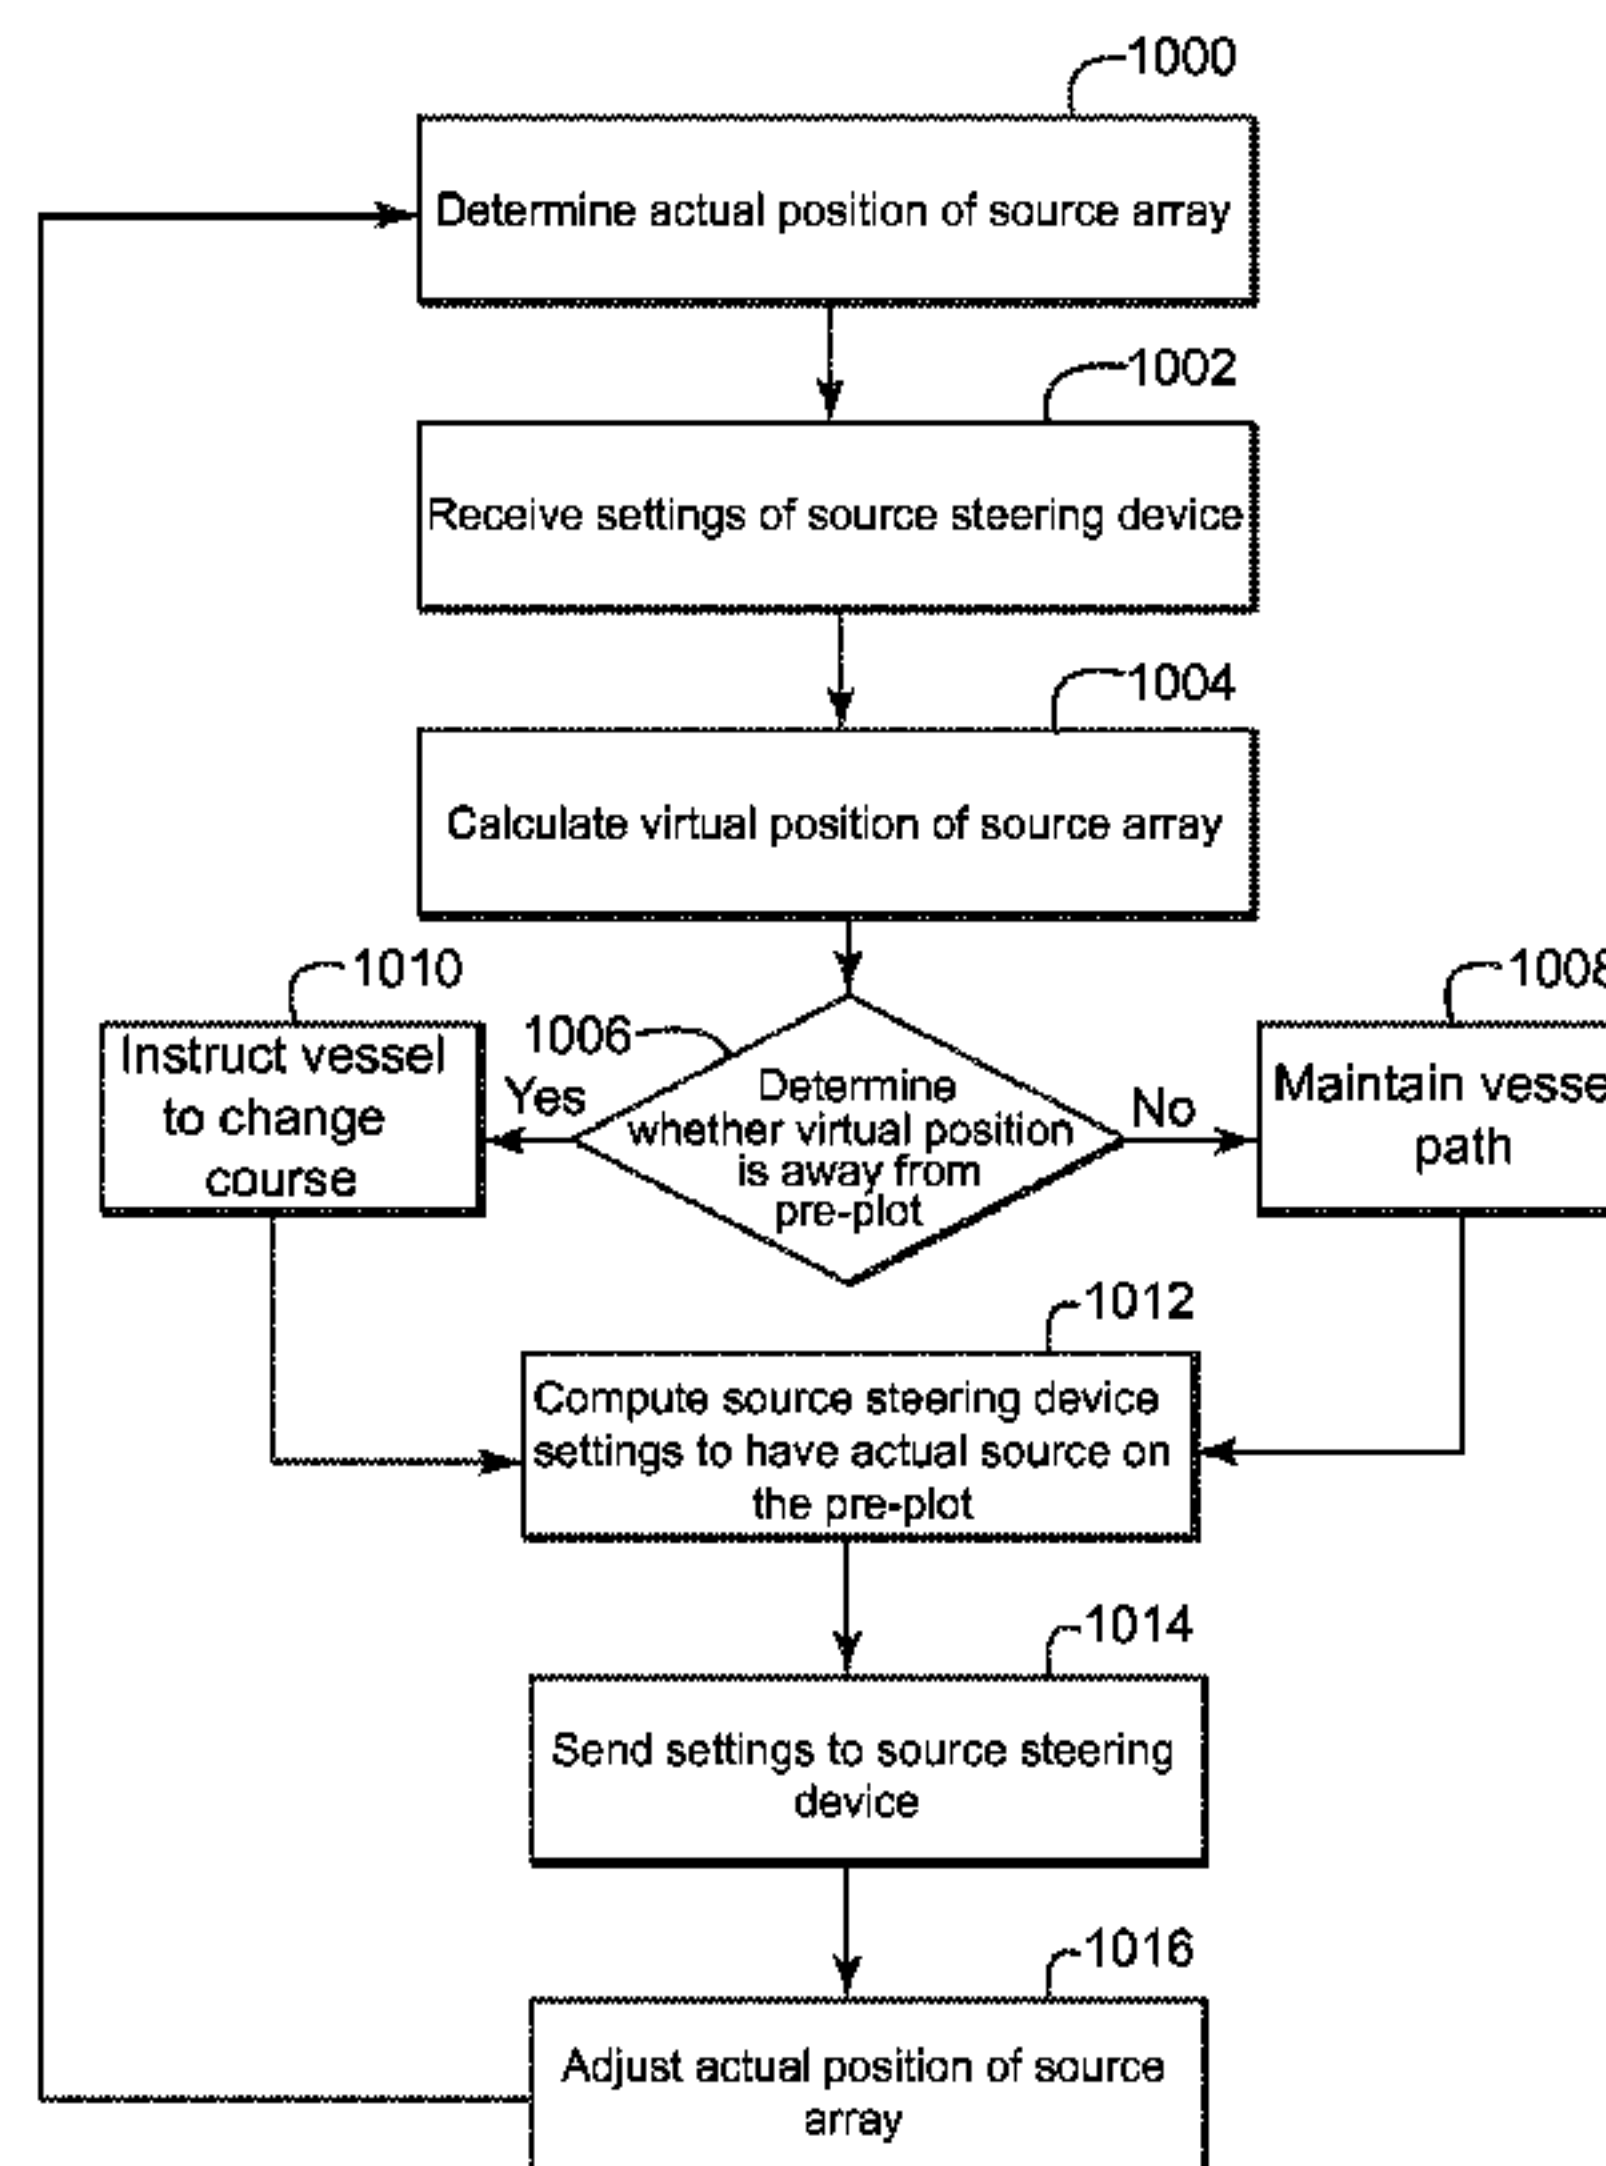 1000
Determine actual position of source array
1002
Receive settings of source steering device
1004
Calculate virtual position of source array
1010
Instruct vessel
to change
course
1006
Yes
Determine
whether virtual position
is away from
pre-plot
No
1008
Maintain vesse
path
1012
Compute source steering device
settings to have actual source on
the pre-plot
1014
Send settings to source steering
device
1016
Adjust actual position of source
array